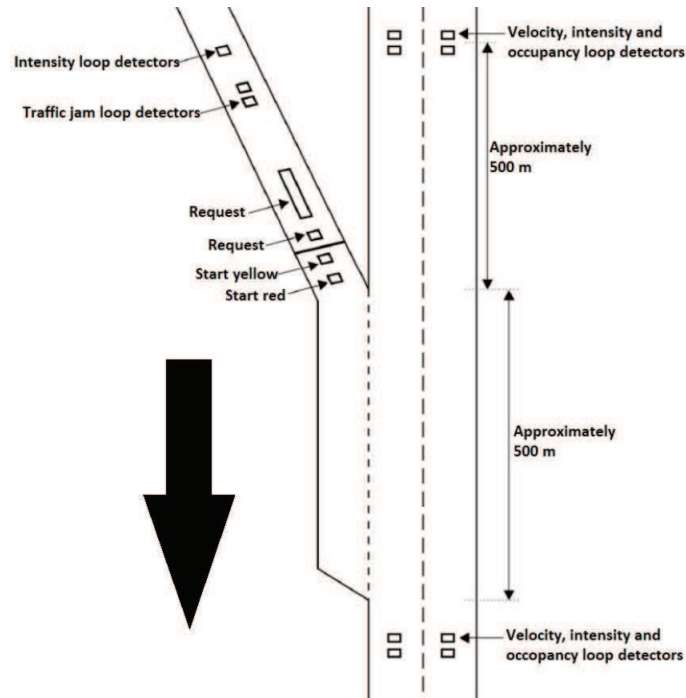 Velocity, intensity and
occupancy loop detectors
Intensity loop detectors
Traffic jam loop detectors
Approximately
500 m
Request
Request
Start yellow
Start red
Approximately
500 m
Velocity, intensity and
occopancy loop detectors